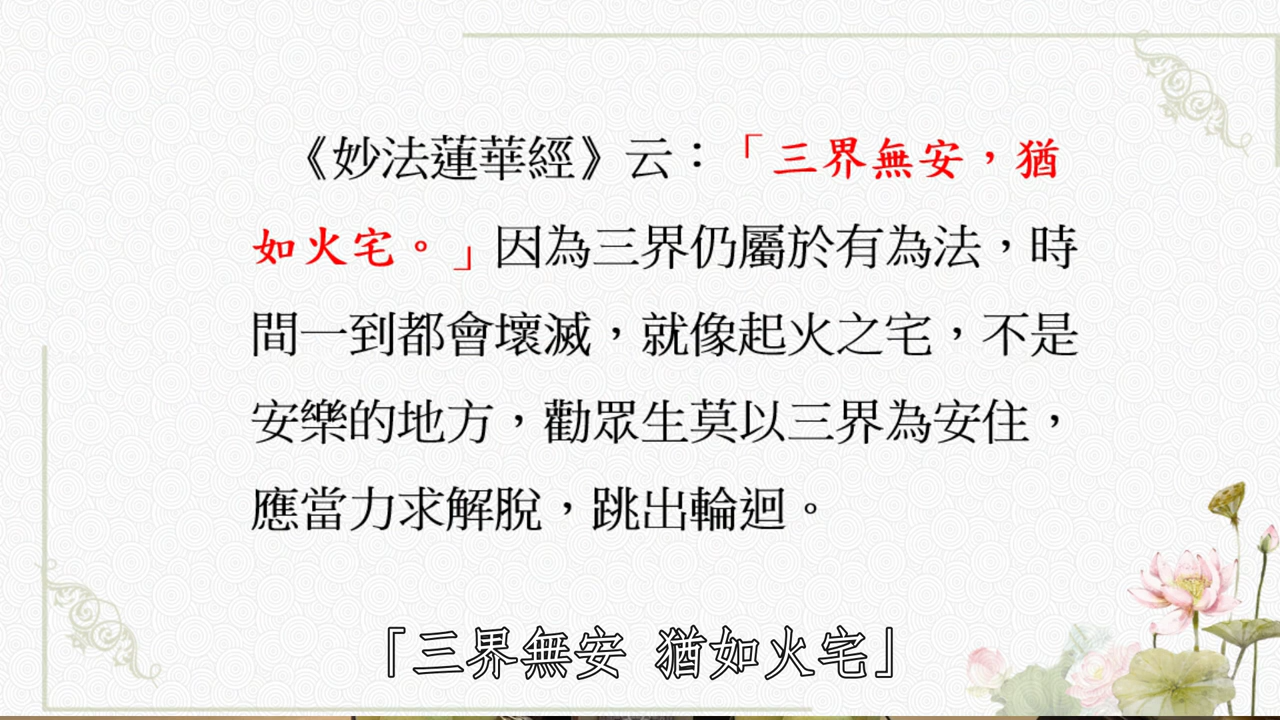 《妙法蓮華經》云：「三界無安，猶
如火宅。」因為三界仍屬於有為法，時
間一到都會壞滅，就像起火之宅，不是
安樂的地方，勸眾生莫以三界為安住，
應當力求解脫，跳出輪迴。
「三界無安 猶如火宅」